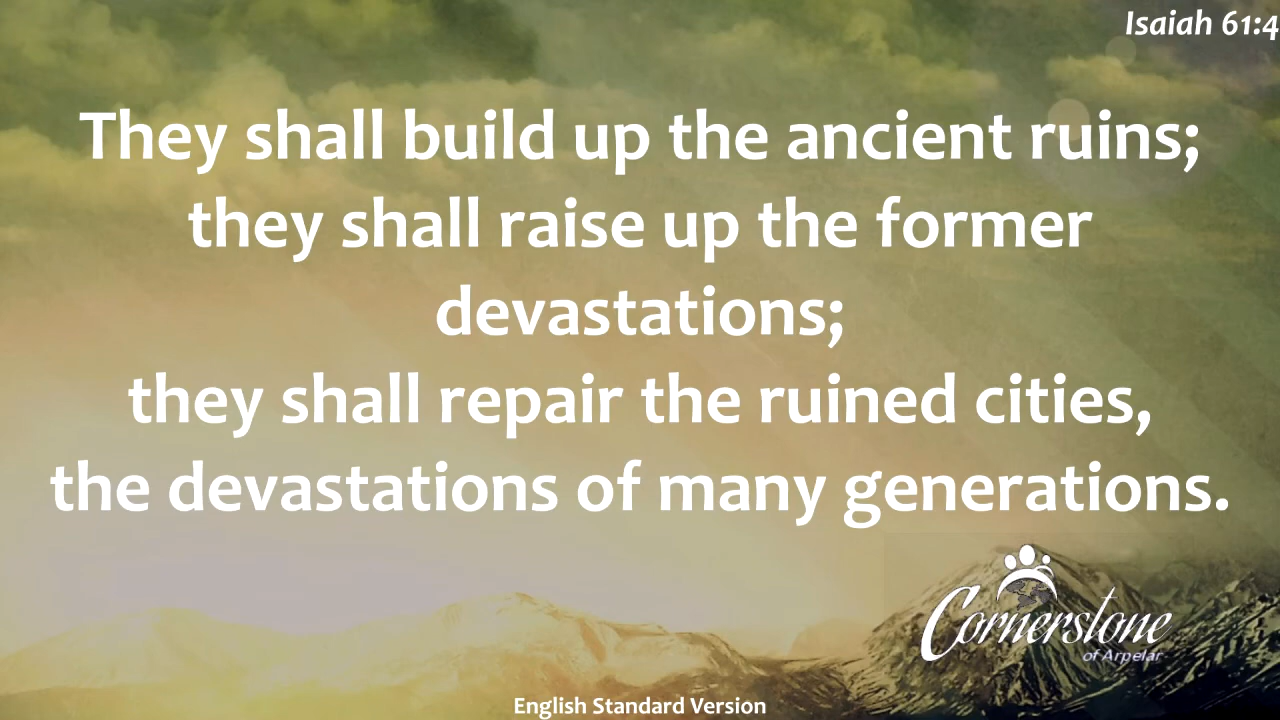 Isaiah 61:4
They shall build up the ancient ruins;
they shall raise up the former
devastations;
they shall repair the ruined cities,
the devastations of many generations.
Cornerstone
of Arpelar
English Standard Version